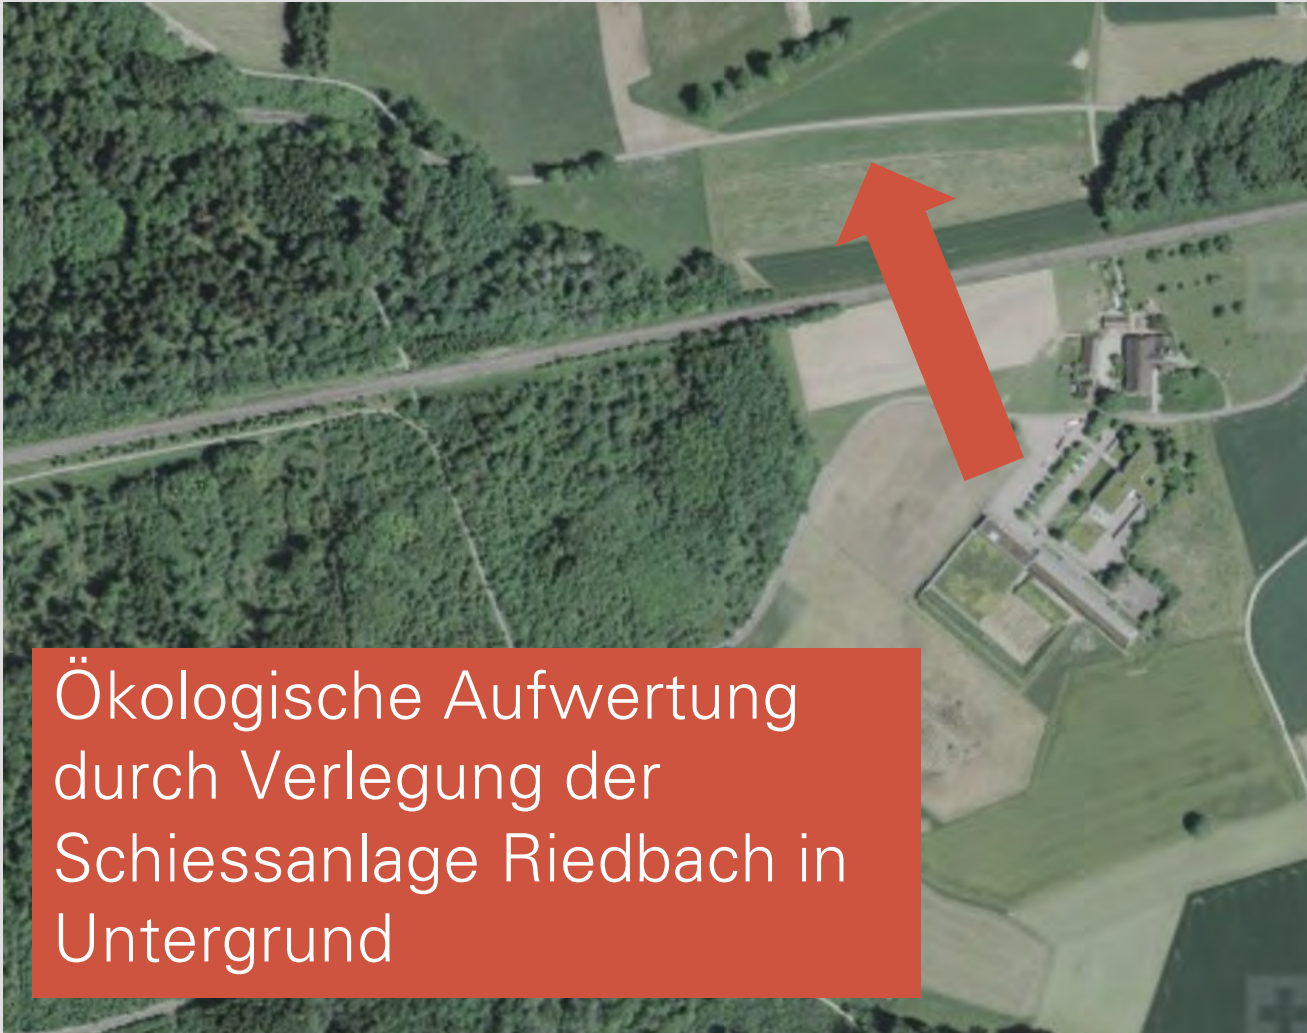 Ökologische Aufwertung
durch Verlegung der
Schiessanlage Riedbach in
Untergrund